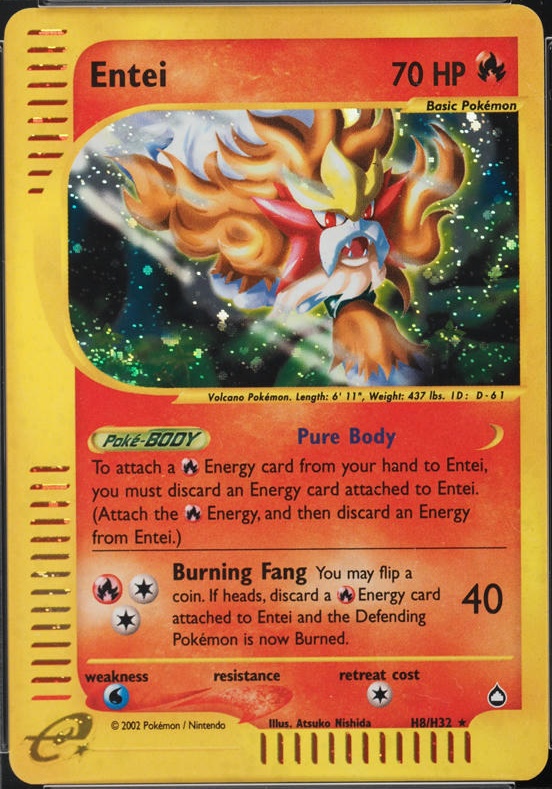 Entei 70 HP
Basic Pokémon
Volcano Pokémon. Length: 6' 11", Weight: 437 lbs. ID: D-61
Poké-BODY Pure Body
To attach a Energy card from your hand to Entei,
you must discard an Energy card attached to Entei.
(Attach the Energy, and then discard an Energy
from Entei.)
Burning Fang You may flip a
coin. If heads, discard a Energy card
attached to Entei and the Defending
Pokémon is now Burned.
40
weakness resistance retreat cost
© 2002 Pokémon / Nintendo Illus. Atsuko Nishida H8/H32 ★
e